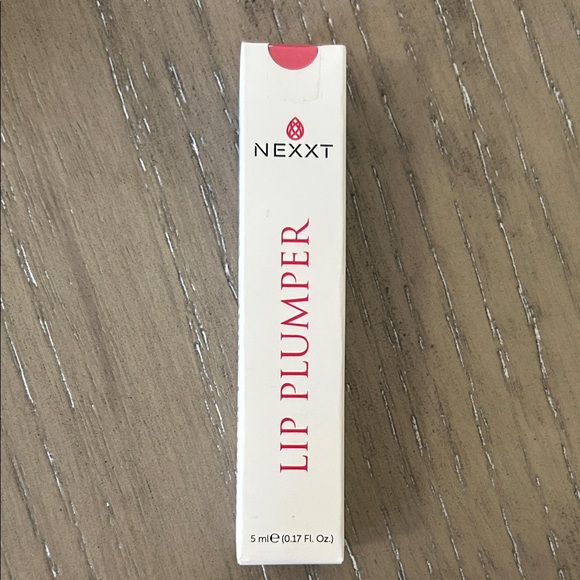 NEXXT
LIP PLUMPER
5 ml℮ (0.17 Fl. Oz.)